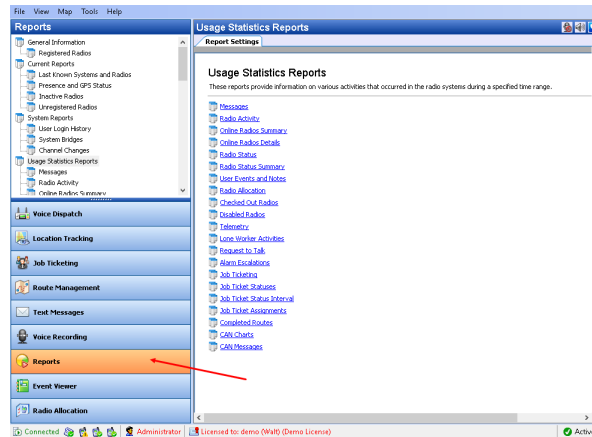 File View Map Tools Help
Reports
General Information
Registered Radios
Current Reports
Last Known Systems and Radios
Presence and GPS Status
Inactive Radios
Unregistered Radios
System Reports
User Login History
System Bridges
Channel Changes
Usage Statistics Reports
Messages
Radio Activity
Online Radios Summary
Voice Dispatch
Location Tracking
Job Ticketing
Route Management
Text Messages
Voice Recording
Reports
Event Viewer
Radio Allocation
Usage Statistics Reports
Report Settings
Usage Statistics Reports
These reports provide information on various activities that occurred in the radio systems during a specified time range.
Messages
Radio Activity
Online Radios Summary
Online Radios Details
Radio Status
Radio Status Summary
User Events and Notes
Radio Allocation
Checked Out Radios
Disabled Radios
Telemetry
Lone Worker Activities
Request to Talk
Alarm Escalations
Job Ticketing
Job Ticket Statuses
Job Ticket Status Interval
Job Ticket Assignments
Completed Routes
CAN Charts
CAN Messages
Connected Administrator Licensed to: demo (Walt) (Demo License)